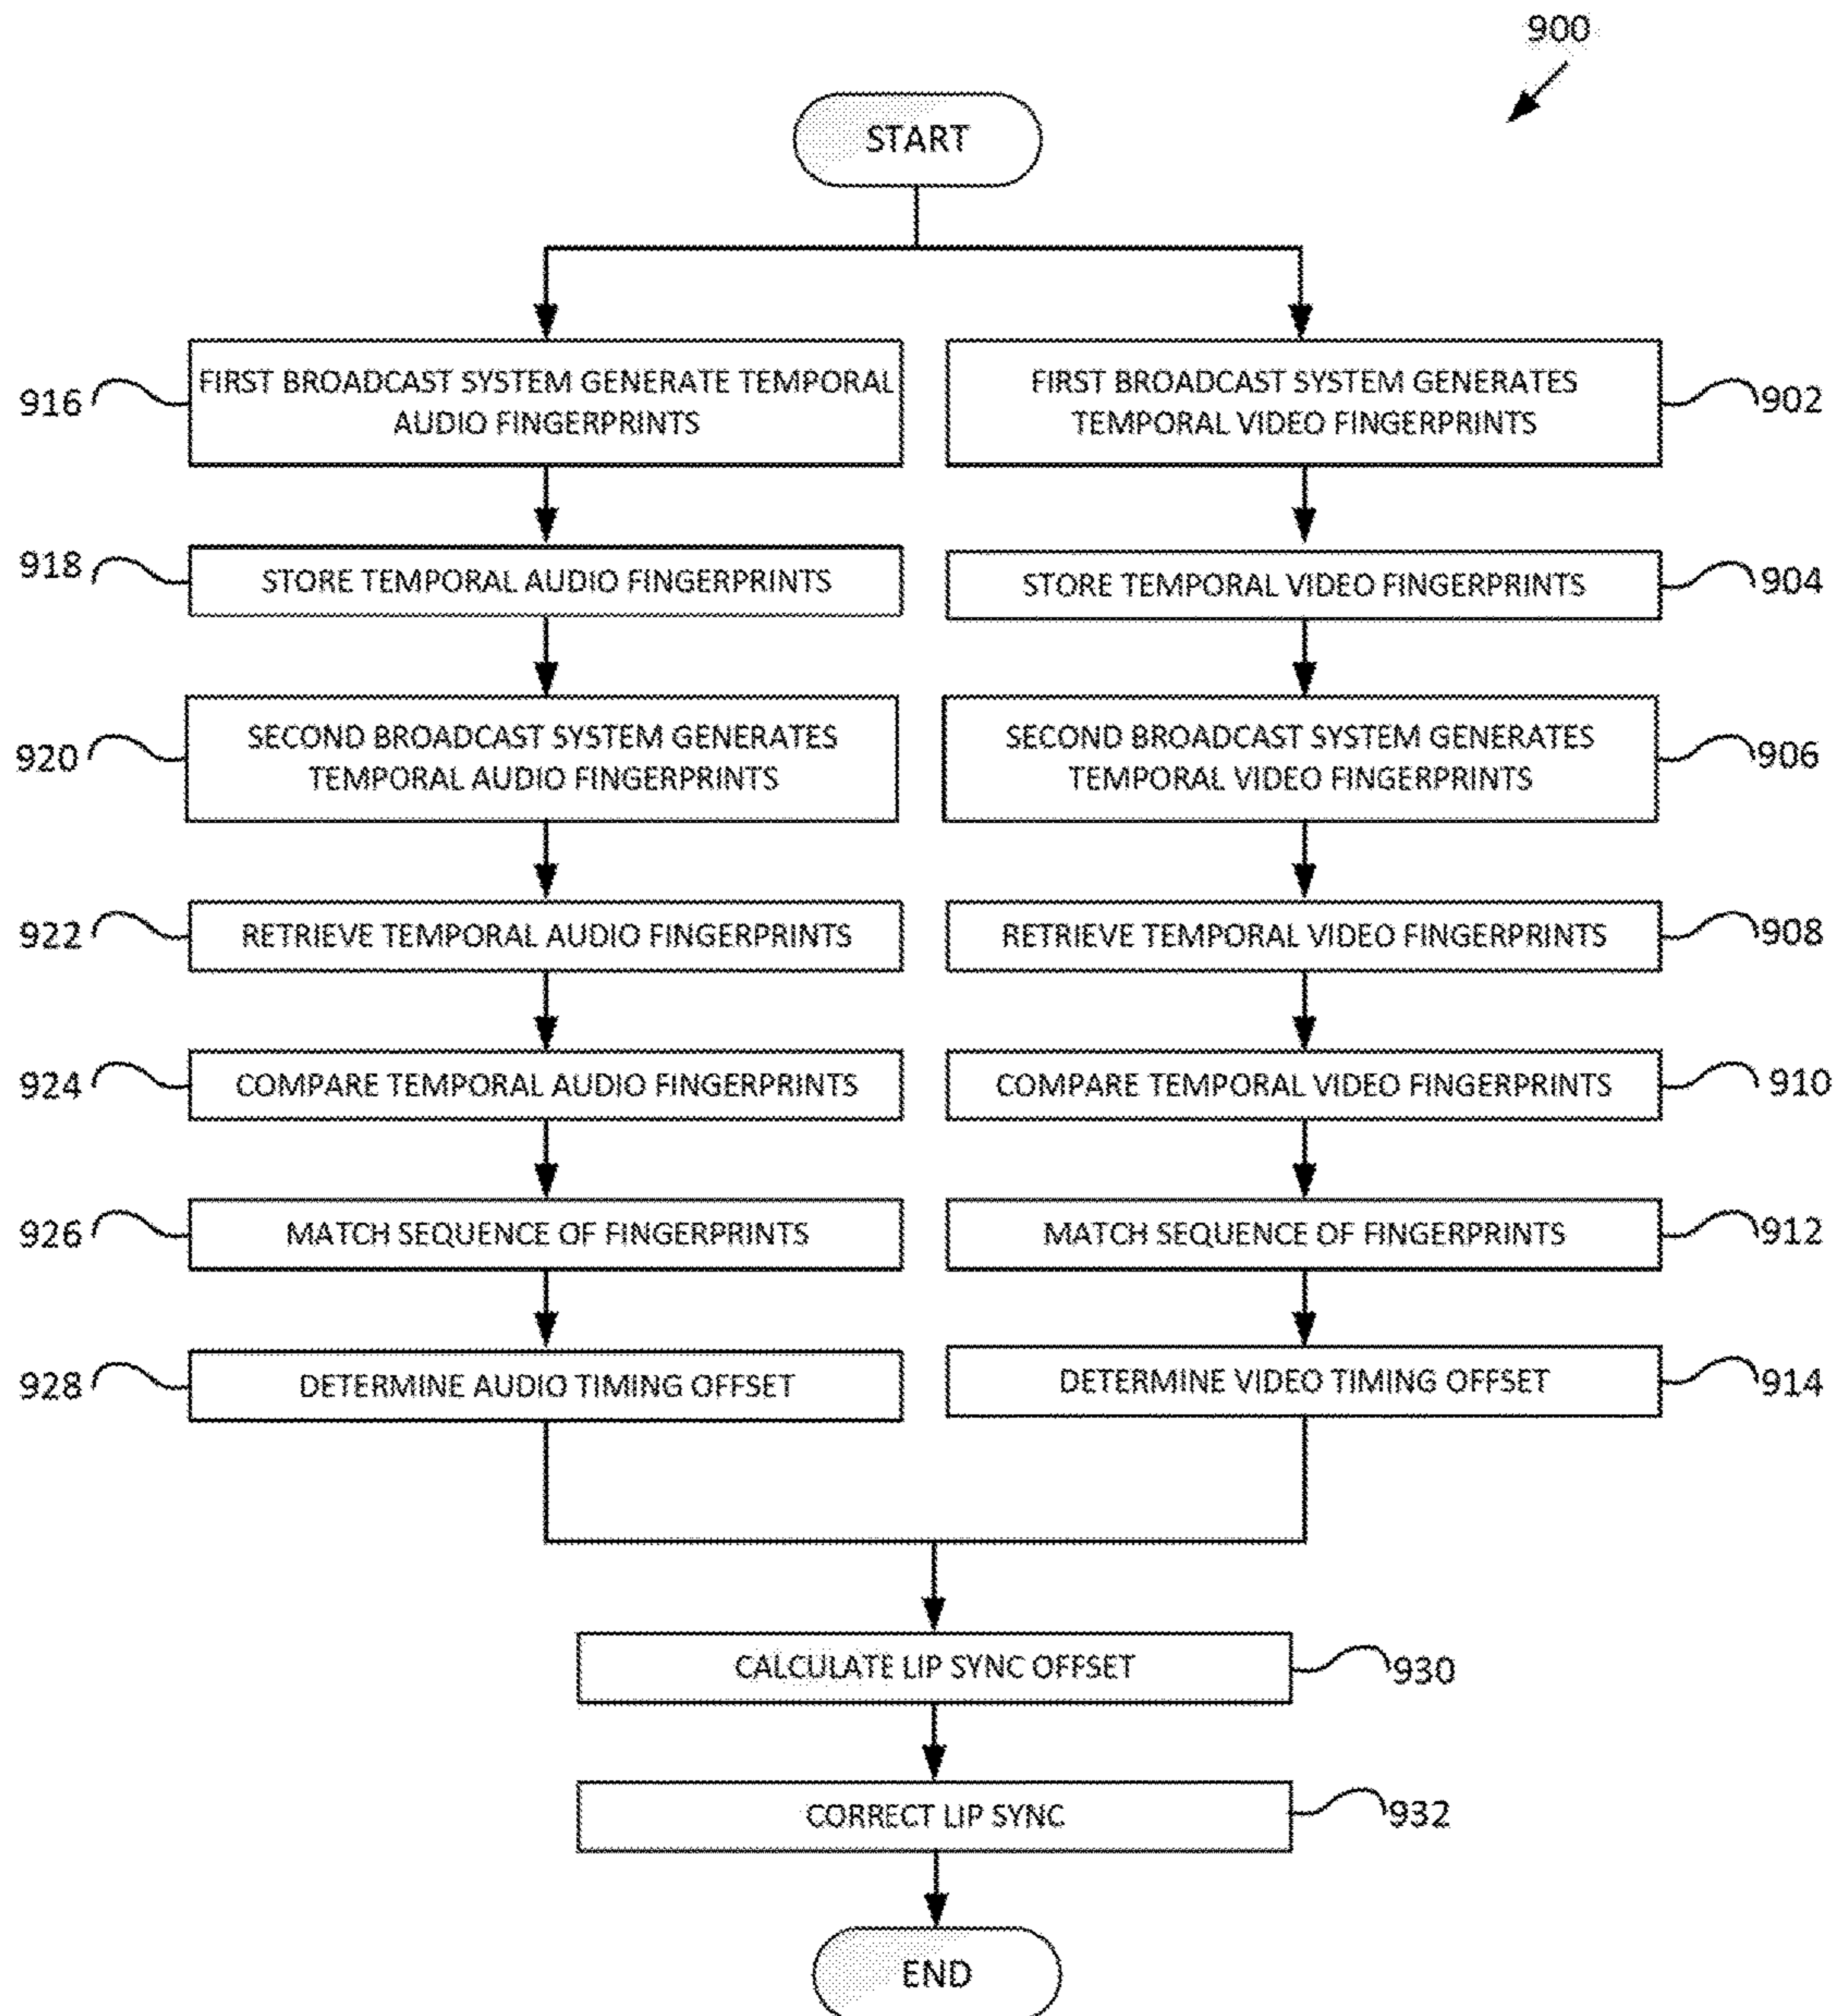 900
START
916
FIRST BROADCAST SYSTEM GENERATE TEMPORAL
AUDIO FINGERPRINTS
FIRST BROADCAST SYSTEM GENERATES
TEMPORAL VIDEO FINGERPRINTS
902
918
STORE TEMPORAL AUDIO FINGERPRINTS
STORE TEMPORAL VIDEO FINGERPRINTS
904
920
SECOND BROADCAST SYSTEM GENERATES
TEMPORAL AUDIO FINGERPRINTS
SECOND BROADCAST SYSTEM GENERATES
TEMPORAL VIDEO FINGERPRINTS
906
922
RETRIEVE TEMPORAL AUDIO FINGERPRINTS
RETRIEVE TEMPORAL VIDEO FINGERPRINTS
908
924
COMPARE TEMPORAL AUDIO FINGERPRINTS
COMPARE TEMPORAL VIDEO FINGERPRINTS
910
926
MATCH SEQUENCE OF FINGERPRINTS
MATCH SEQUENCE OF FINGERPRINTS
912
928
DETERMINE AUDIO TIMING OFFSET
DETERMINE VIDEO TIMING OFFSET
914
CALCULATE LIP SYNC OFFSET
930
CORRECT LIP SYNC
932
END